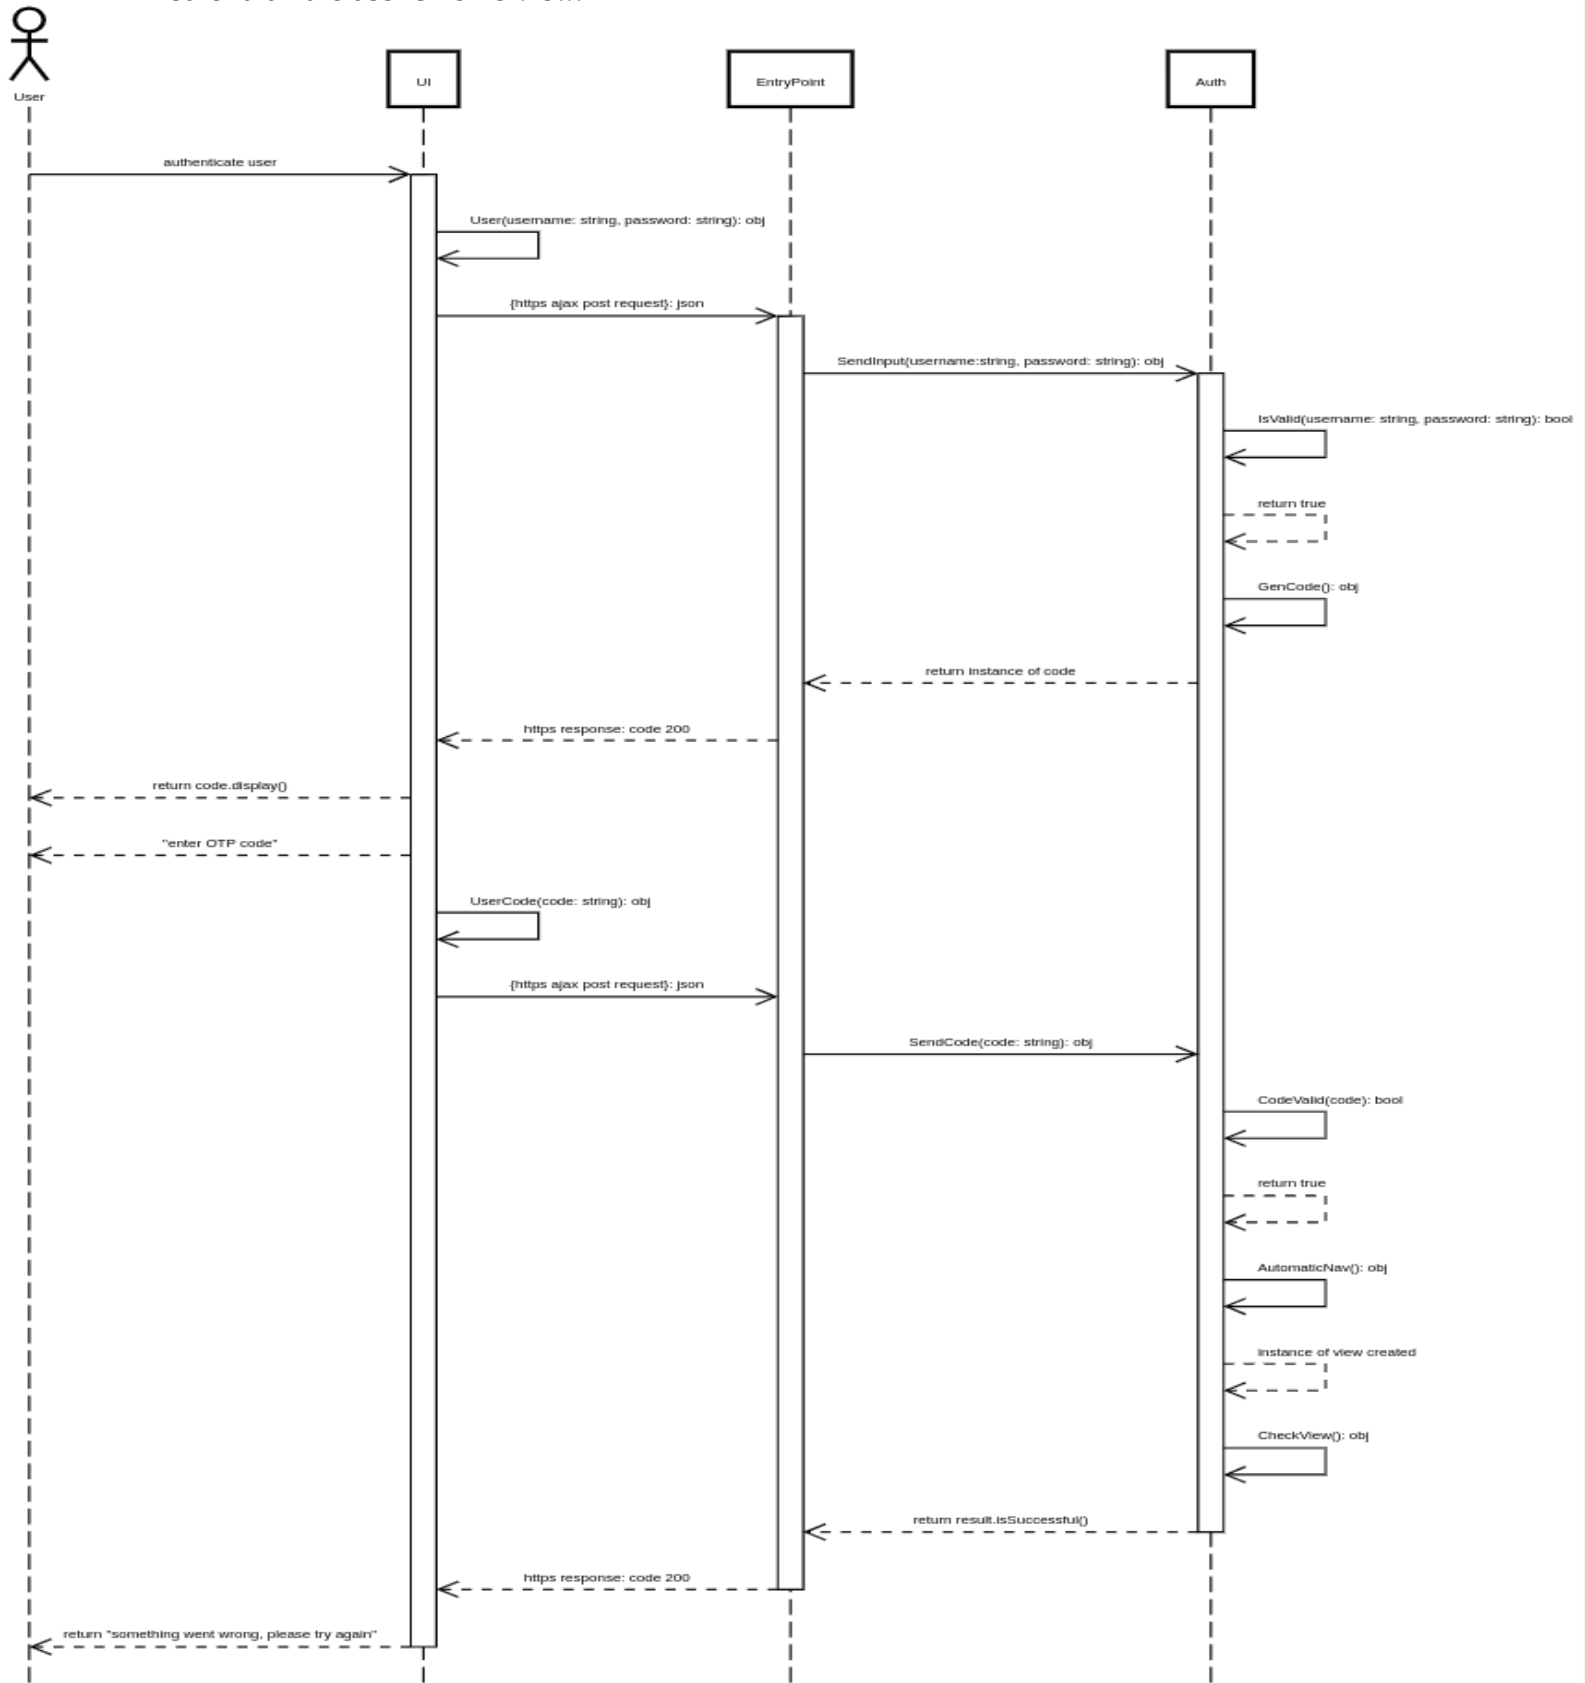 User
UI
EntryPoint
Auth
authenticate user
User(username: string, password: string): obj
{https ajax post request}: json
SendInput(username:string, password: string): obj
IsValid(username: string, password: string): bool
return true
GenCode(): obj
return instance of code
https response: code 200
return code.display()
"enter OTP code"
UserCode(code: string): obj
{https ajax post request}: json
SendCode(code: string): obj
CodeValid(code): bool
return true
AutomaticNav(): obj
instance of view created
CheckView(): obj
return result.isSuccessful()
https response: code 200
return "something went wrong, please try again"